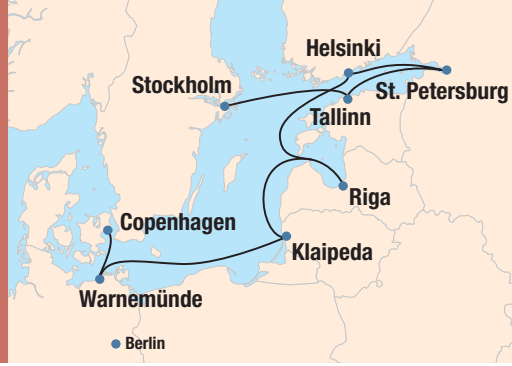 Helsinki
Stockholm
St. Petersburg
Tallinn
Riga
Copenhagen
Klaipeda
Warnemünde
Berlin